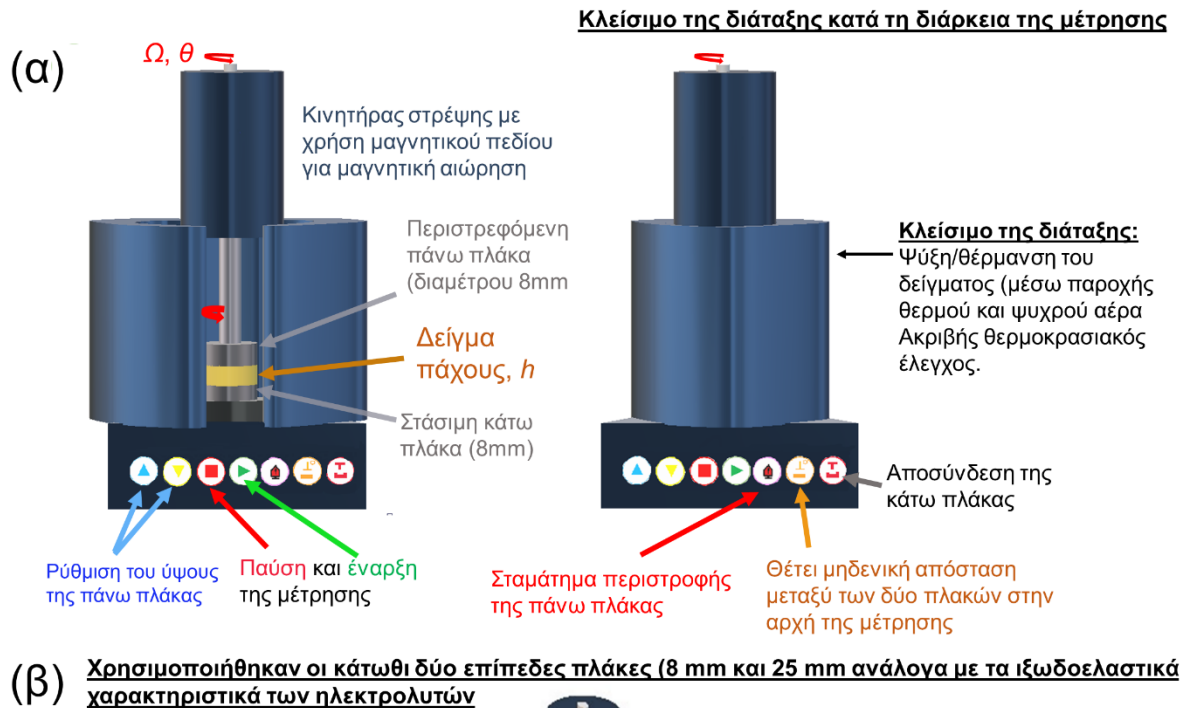 Κλείσιμο της διάταξης κατά τη διάρκεια της μέτρησης
(α)
Ω, θ
Κινητήρας στρέψης με
χρήση μαγνητικού πεδίου
για μαγνητική αιώρηση
Περιστρεφόμενη
πάνω πλάκα
(διαμέτρου 8mm
Δείγμα
πάχους, h
Στάσιμη κάτω
πλάκα (8mm)
Κλείσιμο της διάταξης:
Ψύξη/θέρμανση του
δείγματος (μέσω παροχής
θερμού και ψυχρού αέρα
Ακριβής θερμοκρασιακός
έλεγχος.
Αποσύνδεση της
κάτω πλάκας
Ρύθμιση του ύψους
της πάνω πλάκας
Παύση και έναρξη
της μέτρησης
Σταμάτημα περιστροφής
της πάνω πλάκας
Θέτει μηδενική απόσταση
μεταξύ των δύο πλακών στην
αρχή της μέτρησης
(β)
Χρησιμοποιήθηκαν οι κάτωθι δύο επίπεδες πλάκες (8 mm και 25 mm ανάλογα με τα ιξωδοελαστικά
χαρακτηριστικά των ηλεκτρολυτών